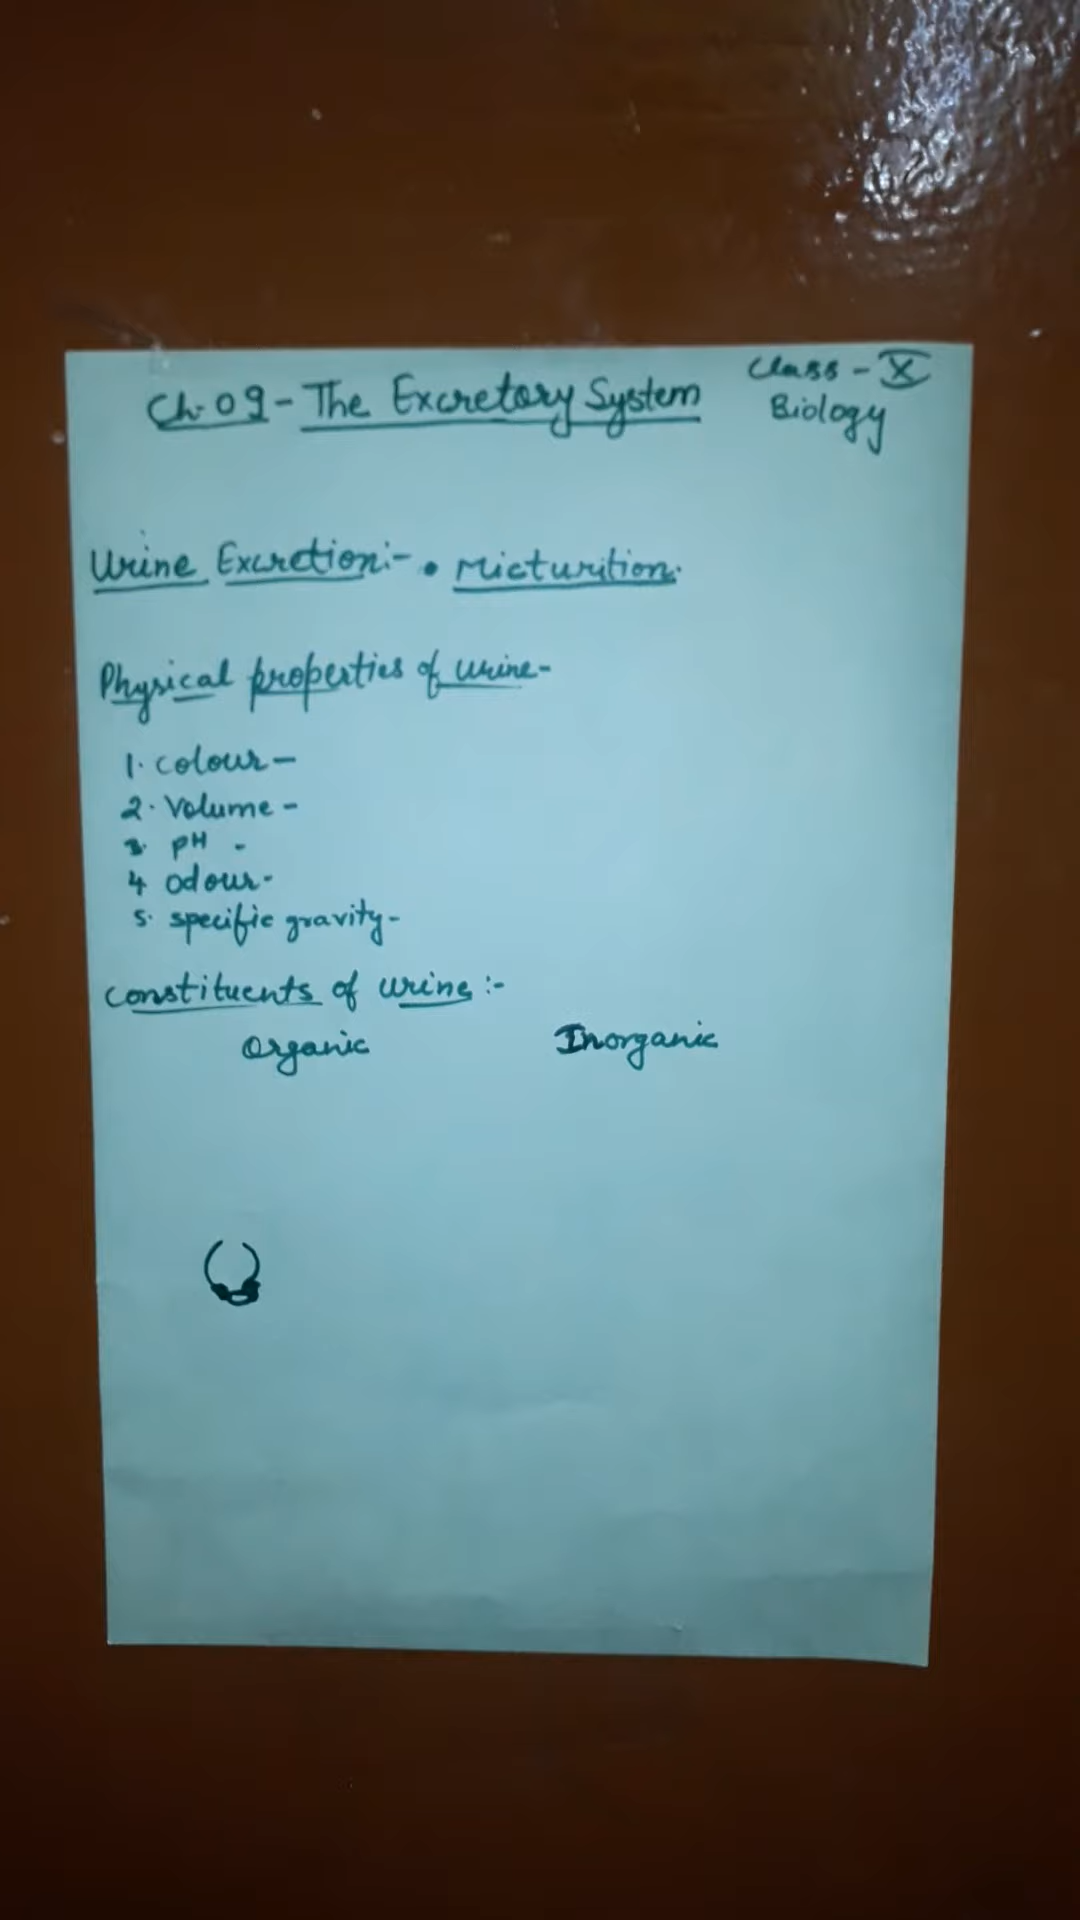 Ch. 09 - The Excretory System
Class - X
Biology
Urine Excretion:- • Micturition.
Physical properties of urine-
1. colour -
2. Volume -
3. pH -
4. odour -
5. specific gravity -
constituents of urine :-
Organic Inorganic